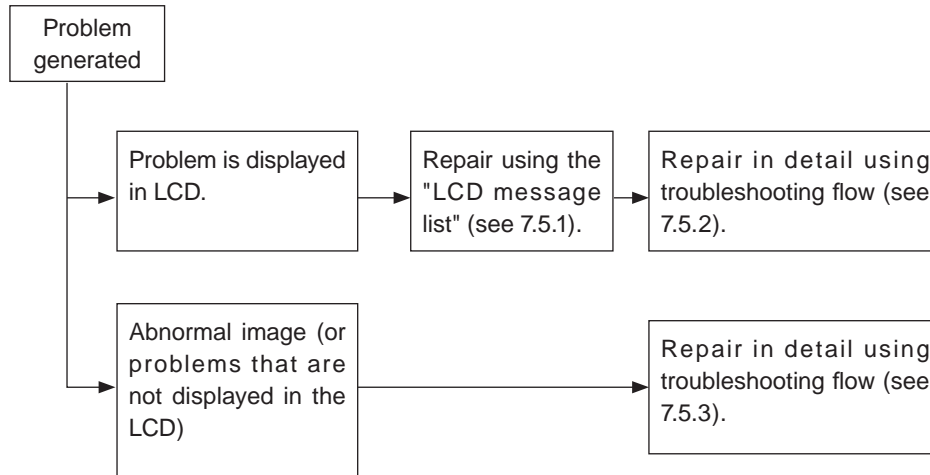 Problem
generated
Problem is displayed
in LCD.
Repair using the
"LCD message
list" (see 7.5.1).
Repair in detail using
troubleshooting flow (see
7.5.2).
Abnormal image (or
problems that are
not displayed in the
LCD)
Repair in detail using
troubleshooting flow (see
7.5.3).